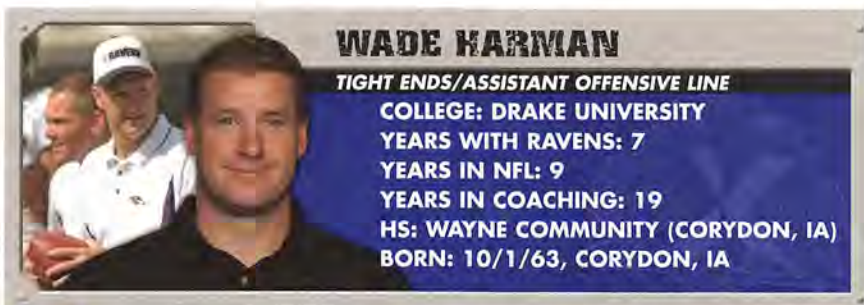 RAVENS
WADE HARMAN
TIGHT ENDS/ASSISTANT OFFENSIVE LINE
COLLEGE: DRAKE UNIVERSITY
YEARS WITH RAVENS: 7
YEARS IN NFL: 9
YEARS IN COACHING: 19
HS: WAYNE COMMUNITY (CORYDON, IA)
BORN: 10/1/63, CORYDON, IA